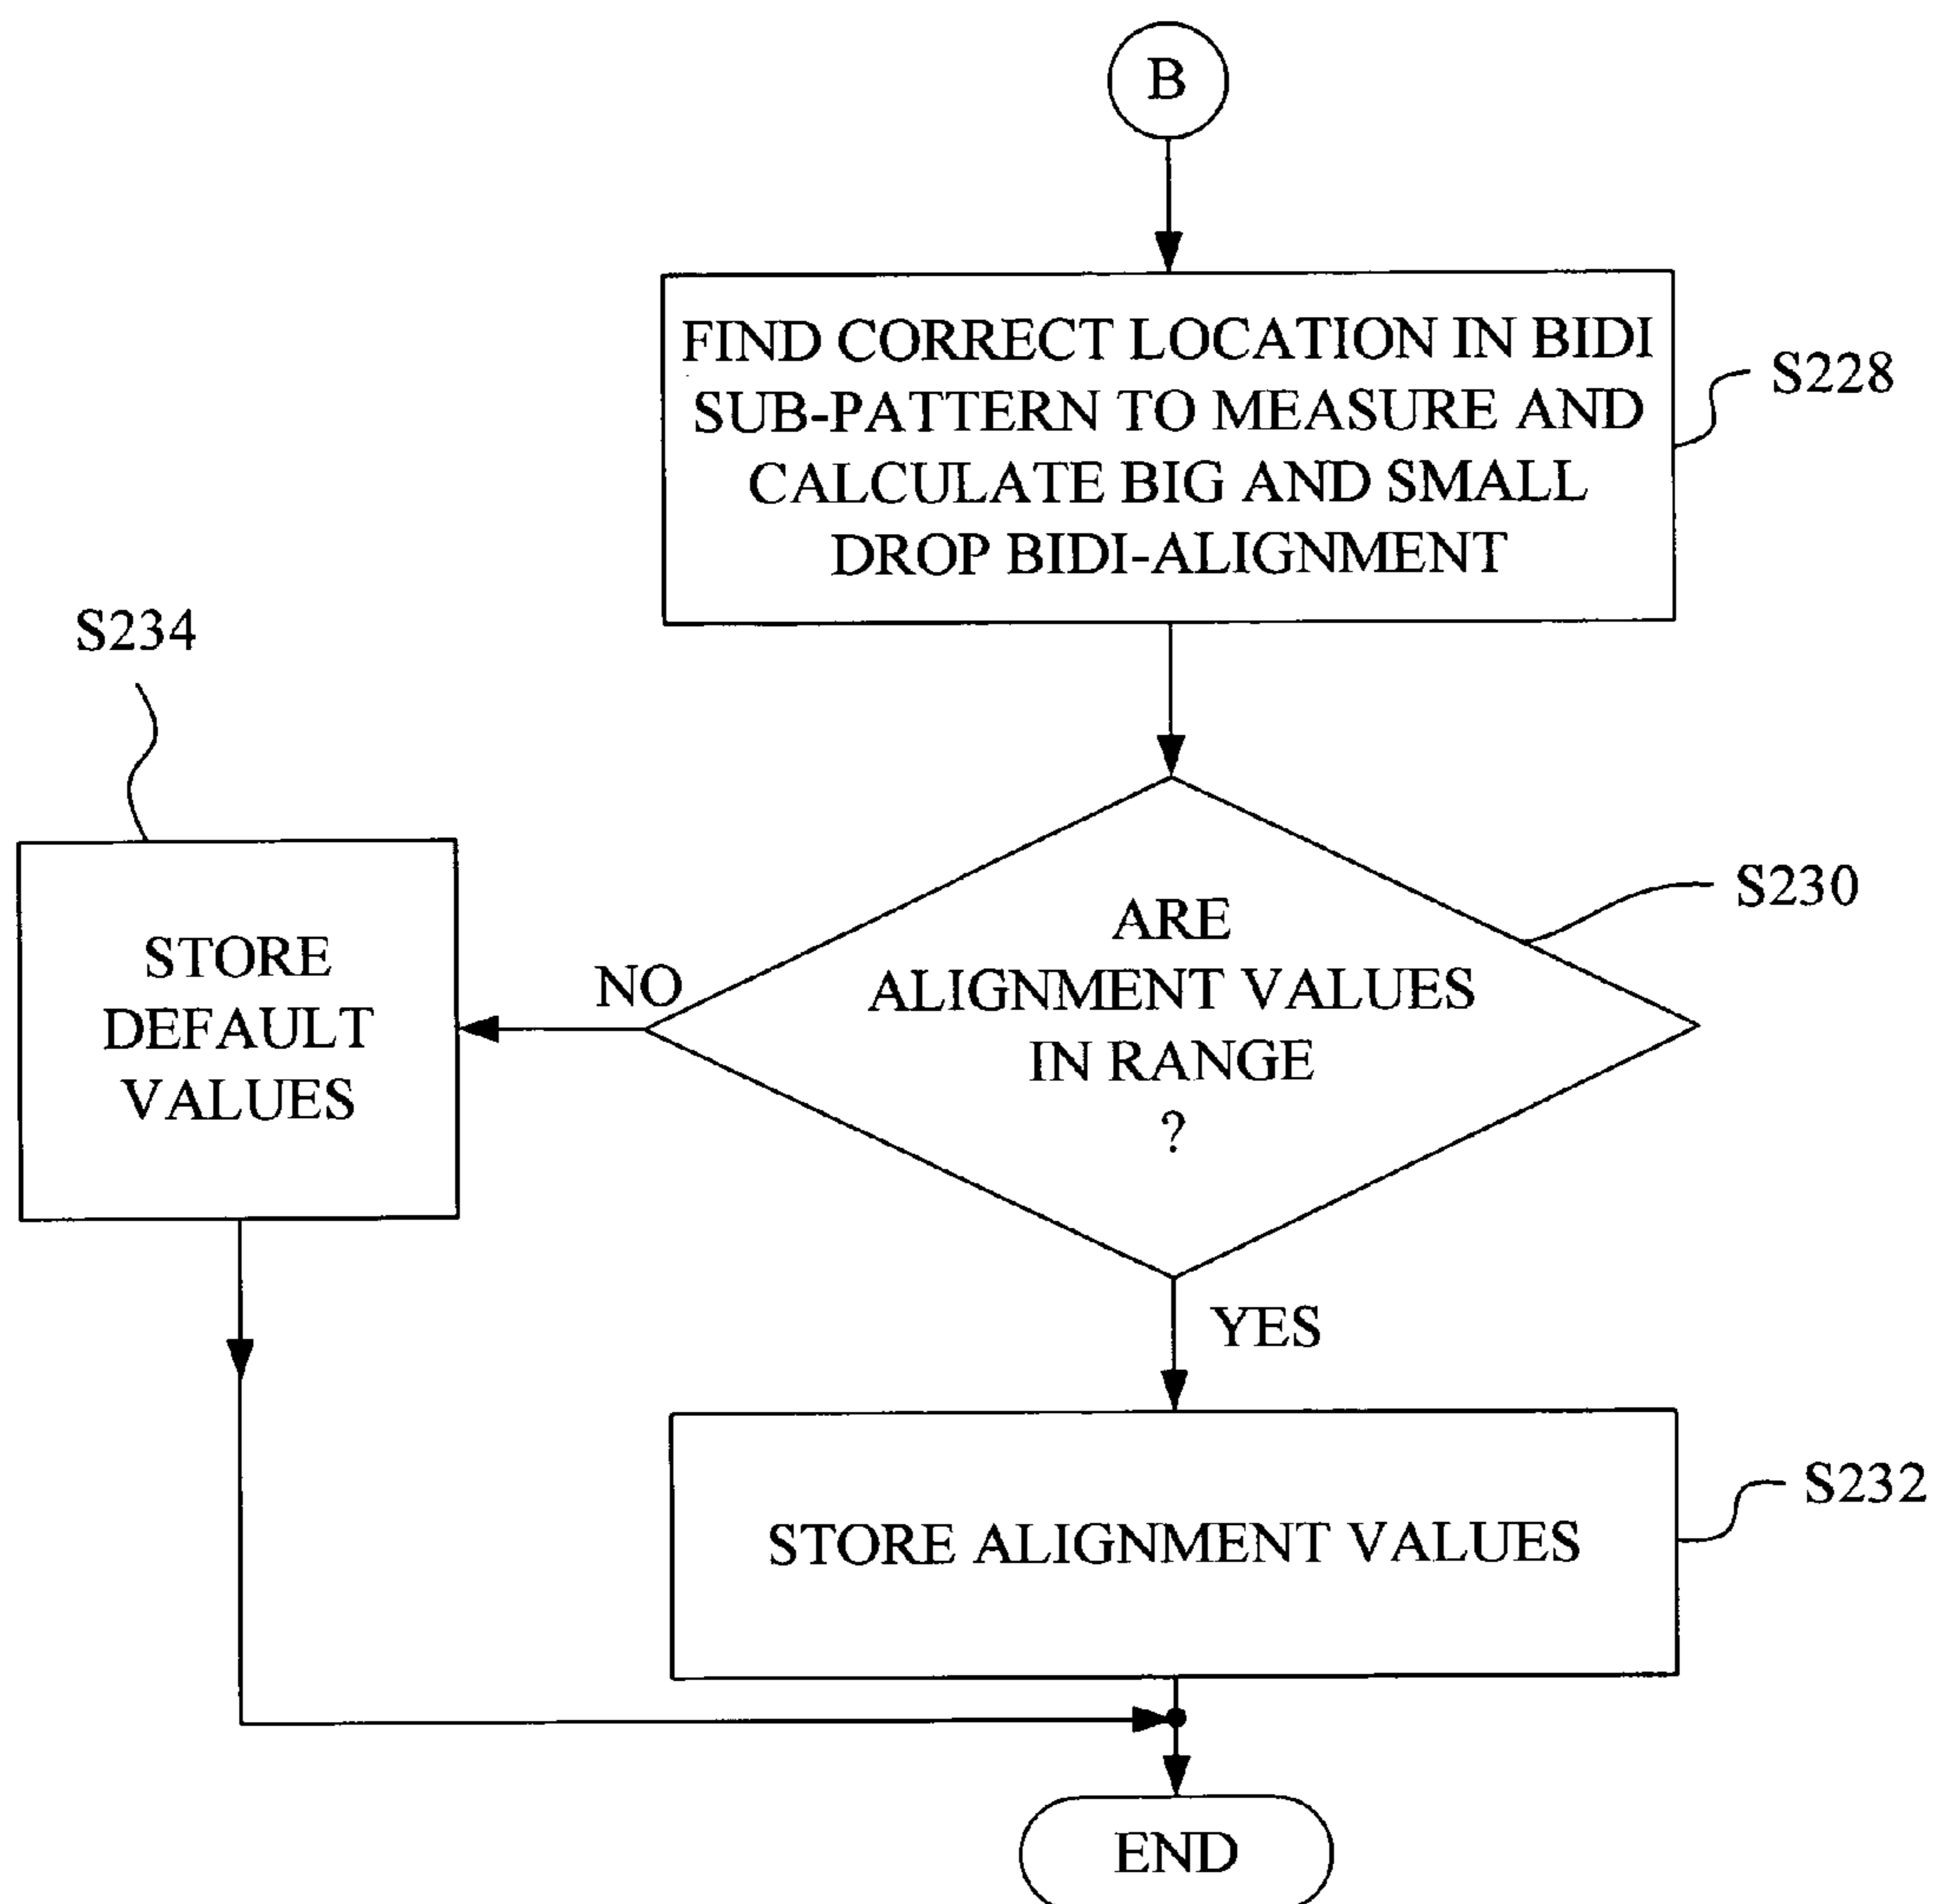 B
FIND CORRECT LOCATION IN BIDI
SUB-PATTERN TO MEASURE AND
CALCULATE BIG AND SMALL
DROP BIDI-ALIGNMENT
S228
S234
STORE
DEFAULT
VALUES
NO
ARE
ALIGNMENT VALUES
IN RANGE
?
S230
YES
STORE ALIGNMENT VALUES
S232
END